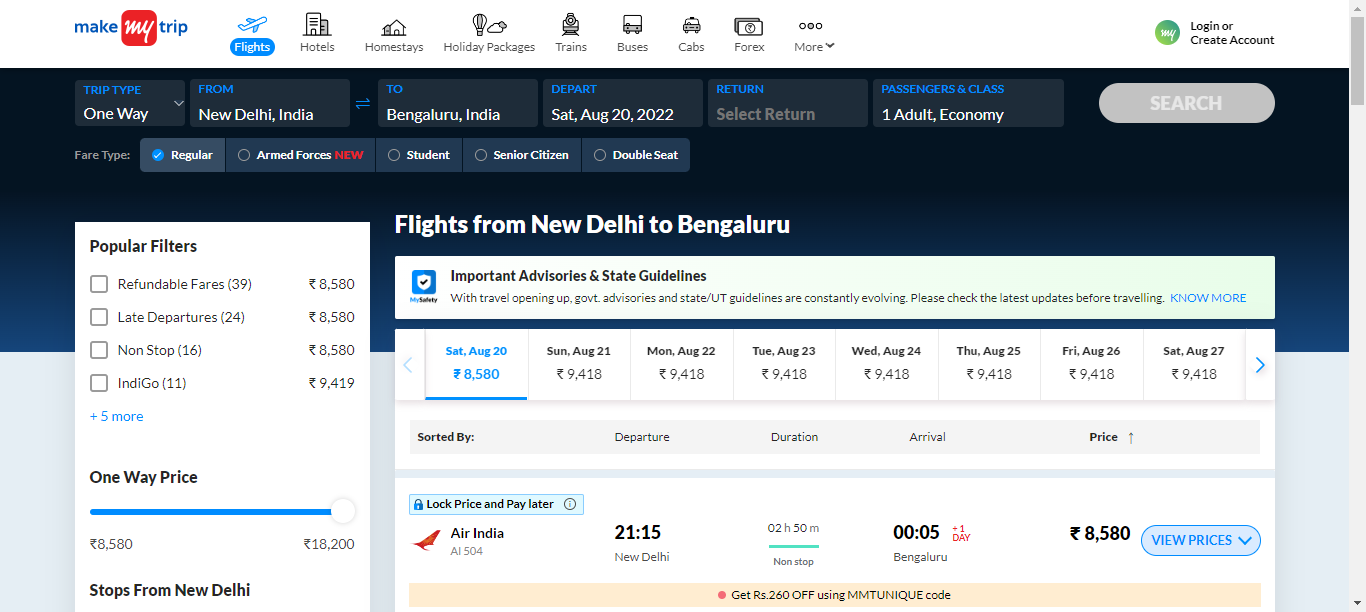 make my trip
Flights
Hotels
Homestays
Holiday Packages
Trains
Buses
Cabs
Forex
More
my
Login or
Create Account
TRIP TYPE
One Way
FROM
New Delhi, India
TO
Bengaluru, India
DEPART
Sat, Aug 20, 2022
RETURN
Select Return
PASSENGERS & CLASS
1 Adult, Economy
SEARCH
Fare Type:
Regular
Armed Forces NEW
Student
Senior Citizen
Double Seat
Flights from New Delhi to Bengaluru
Popular Filters
Refundable Fares (39) ₹ 8,580
Late Departures (24) ₹ 8,580
Non Stop (16) ₹ 8,580
IndiGo (11) ₹ 9,419
+ 5 more
One Way Price
₹8,580 ₹18,200
Stops From New Delhi
MySafety
Important Advisories & State Guidelines
With travel opening up, govt. advisories and state/UT guidelines are constantly evolving. Please check the latest updates before travelling. KNOW MORE
Sat, Aug 20
₹ 8,580
Sun, Aug 21
₹ 9,418
Mon, Aug 22
₹ 9,418
Tue, Aug 23
₹ 9,418
Wed, Aug 24
₹ 9,418
Thu, Aug 25
₹ 9,418
Fri, Aug 26
₹ 9,418
Sat, Aug 27
₹ 9,418
Sorted By: Departure Duration Arrival Price ↑
Lock Price and Pay later
Air India
AI 504
21:15
New Delhi
02 h 50 m
Non stop
00:05
+ 1
DAY
Bengaluru
₹ 8,580
VIEW PRICES
Get Rs.260 OFF using MMTUNIQUE code